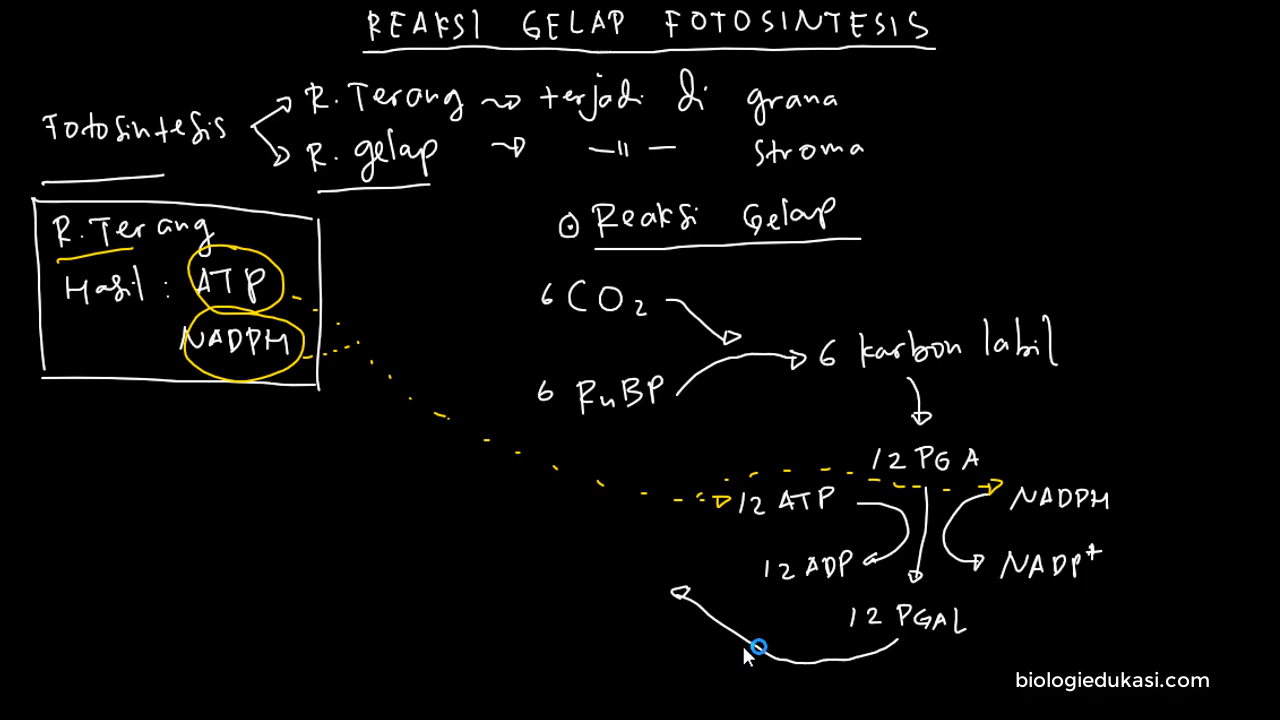 REAKSI GELAP FOTOSINTESIS
Fotosintesis
R. Terang → terjadi di grana
R. gelap → —॥— stroma
R. Terang
Hasil : ATP
NADPH
⊙ Reaksi Gelap
6 CO₂
6 RuBP
6 karbon labil
12 PGA
12 ATP
NADPH
12 ADP
NADP⁺
12 PGAL
biologiedukasi.com